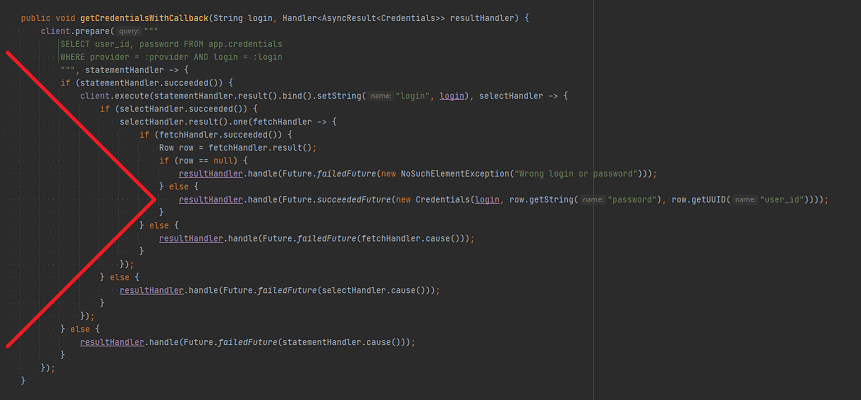 public void getCredentialsWithCallback(String login, Handler<AsyncResult<Credentials>> resultHandler) {
client.prepare( query: """
SELECT user_id, password FROM app.credentials
WHERE provider = :provider AND login = :login
""", statementHandler -> {
if (statementHandler.succeeded()) {
client.execute(statementHandler.result().bind().setString( name: "login", login), selectHandler -> {
if (selectHandler.succeeded()) {
selectHandler.result().one(fetchHandler -> {
if (fetchHandler.succeeded()) {
Row row = fetchHandler.result();
if (row == null) {
resultHandler.handle(Future.failedFuture(new NoSuchElementException("Wrong login or password")));
} else {
resultHandler.handle(Future.succeededFuture(new Credentials(login, row.getString( name: "password"), row.getUUID( name: "user_id"))));
}
} else {
resultHandler.handle(Future.failedFuture(fetchHandler.cause()));
}
});
} else {
resultHandler.handle(Future.failedFuture(selectHandler.cause()));
}
});
} else {
resultHandler.handle(Future.failedFuture(statementHandler.cause()));
}
});
}